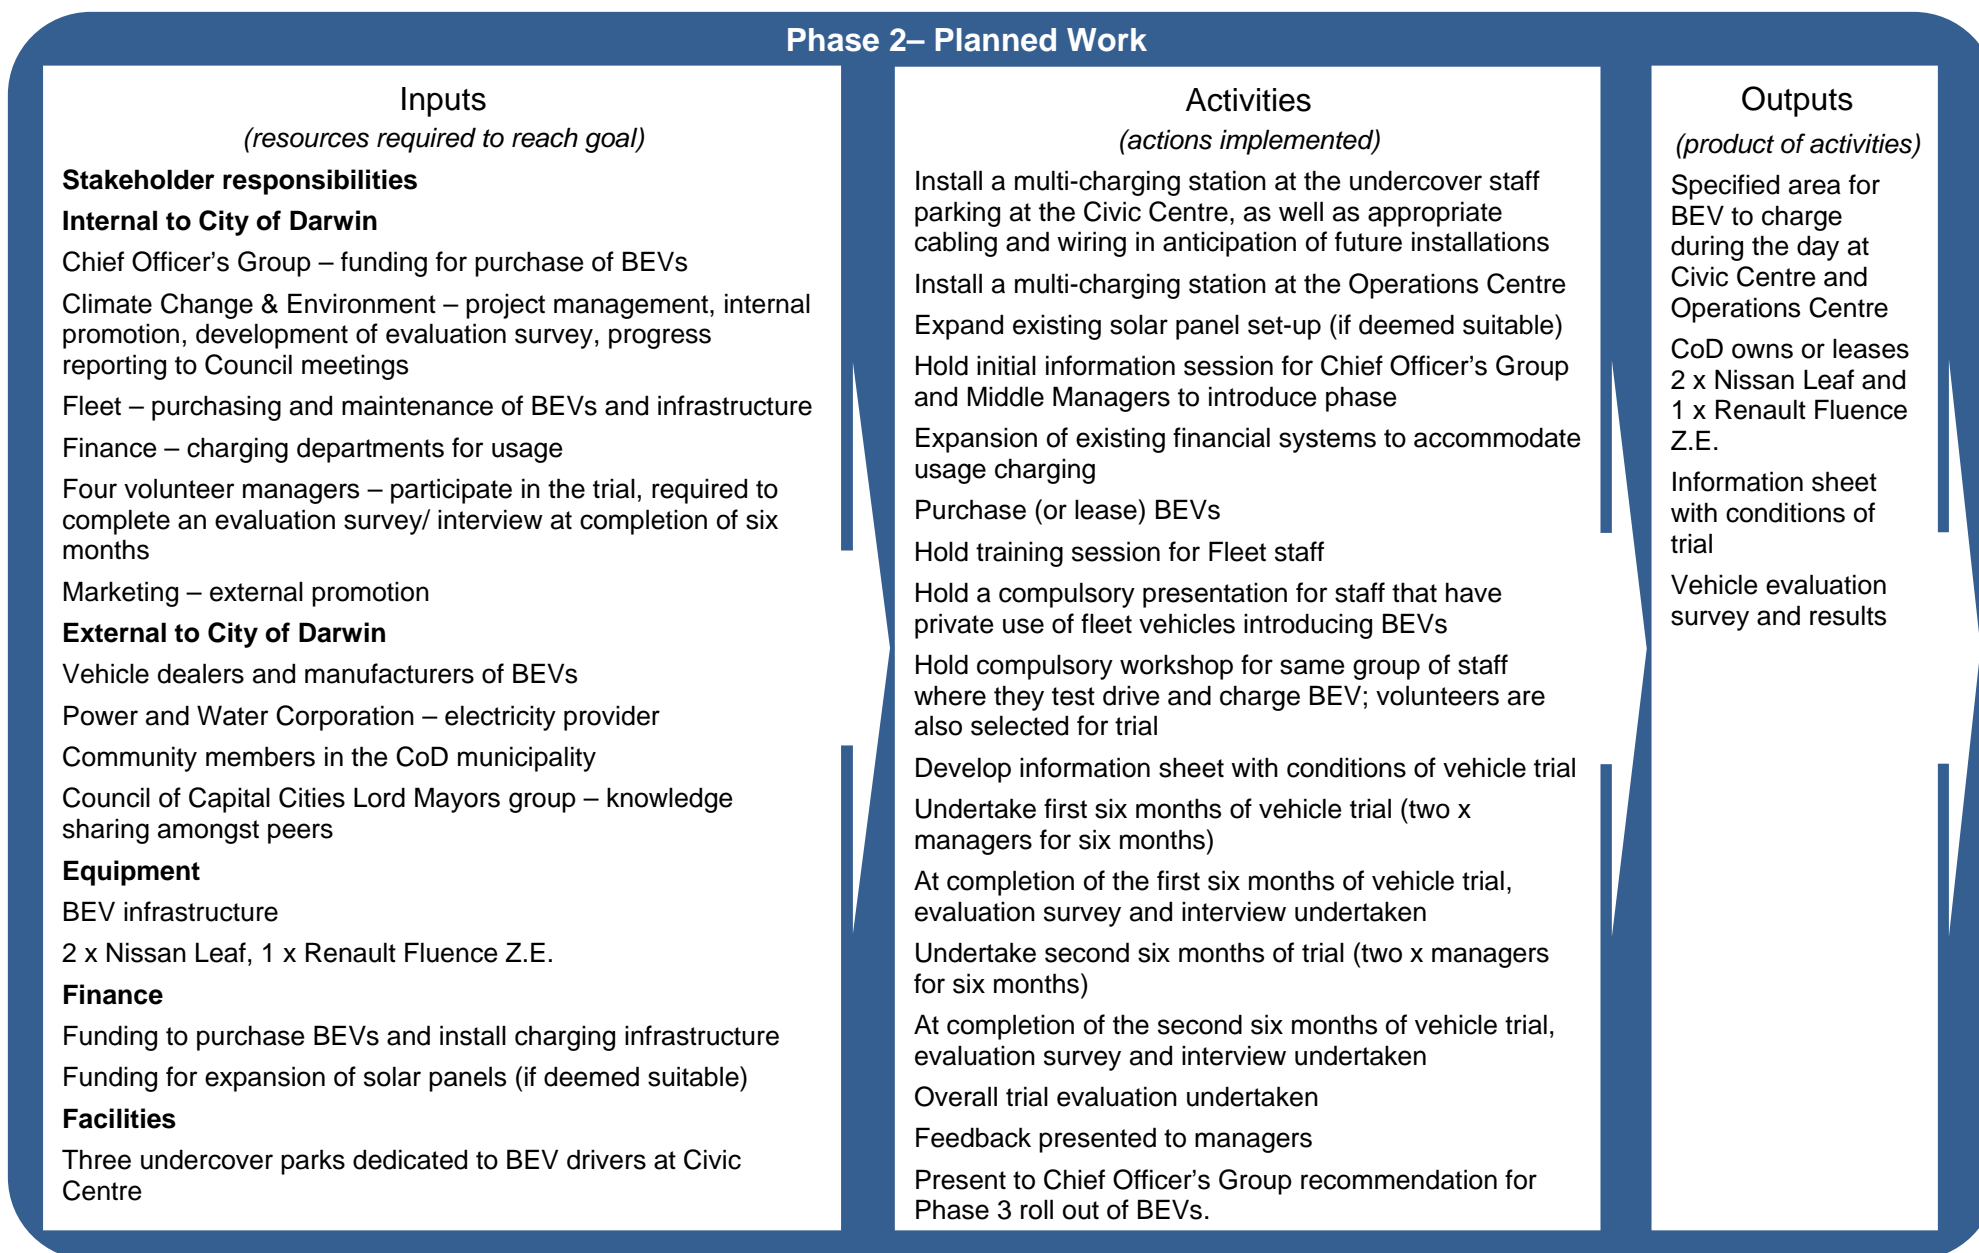 Phase 2– Planned Work
Inputs
(resources required to reach goal)
Stakeholder responsibilities
Internal to City of Darwin
Chief Officer's Group – funding for purchase of BEVs
Climate Change & Environment – project management, internal
promotion, development of evaluation survey, progress
reporting to Council meetings
Fleet – purchasing and maintenance of BEVs and infrastructure
Finance – charging departments for usage
Four volunteer managers – participate in the trial, required to
complete an evaluation survey/ interview at completion of six
months
Marketing – external promotion
External to City of Darwin
Vehicle dealers and manufacturers of BEVs
Power and Water Corporation – electricity provider
Community members in the CoD municipality
Council of Capital Cities Lord Mayors group – knowledge
sharing amongst peers
Equipment
BEV infrastructure
2 x Nissan Leaf, 1 x Renault Fluence Z.E.
Finance
Funding to purchase BEVs and install charging infrastructure
Funding for expansion of solar panels (if deemed suitable)
Facilities
Three undercover parks dedicated to BEV drivers at Civic
Centre
Activities
(actions implemented)
Install a multi-charging station at the undercover staff
parking at the Civic Centre, as well as appropriate
cabling and wiring in anticipation of future installations
Install a multi-charging station at the Operations Centre
Expand existing solar panel set-up (if deemed suitable)
Hold initial information session for Chief Officer's Group
and Middle Managers to introduce phase
Expansion of existing financial systems to accommodate
usage charging
Purchase (or lease) BEVs
Hold training session for Fleet staff
Hold a compulsory presentation for staff that have
private use of fleet vehicles introducing BEVs
Hold compulsory workshop for same group of staff
where they test drive and charge BEV; volunteers are
also selected for trial
Develop information sheet with conditions of vehicle trial
Undertake first six months of vehicle trial (two x
managers for six months)
At completion of the first six months of vehicle trial,
evaluation survey and interview undertaken
Undertake second six months of trial (two x managers
for six months)
At completion of the second six months of vehicle trial,
evaluation survey and interview undertaken
Overall trial evaluation undertaken
Feedback presented to managers
Present to Chief Officer's Group recommendation for
Phase 3 roll out of BEVs.
Outputs
(product of activities)
Specified area for
BEV to charge
during the day at
Civic Centre and
Operations Centre
CoD owns or leases
2 x Nissan Leaf and
1 x Renault Fluence
Z.E.
Information sheet
with conditions of
trial
Vehicle evaluation
survey and results